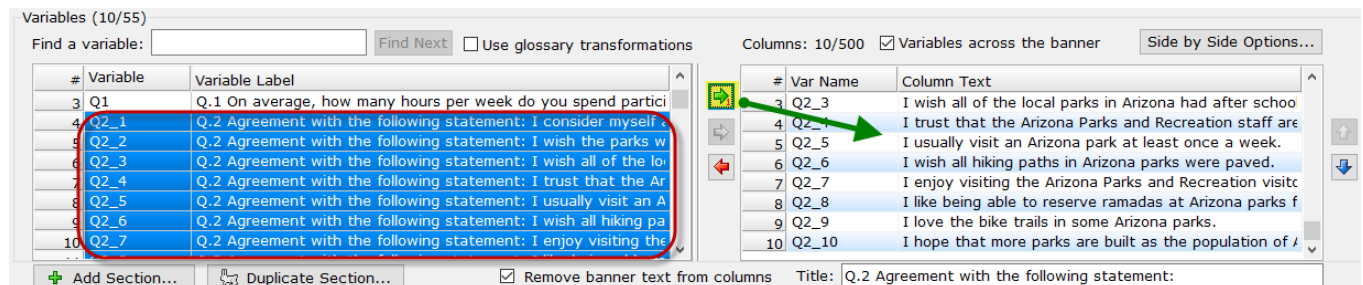 Variables (10/55)
Find a variable: Find Next Use glossary transformations Columns: 10/500 Variables across the banner Side by Side Options...
# Variable Variable Label # Var Name Column Text
3 Q1 Q.1 On average, how many hours per week do you spend partici 3 Q2_3 I wish all of the local parks in Arizona had after school
4 Q2_1 Q.2 Agreement with the following statement: I consider myself 4 I trust that the Arizona Parks and Recreation staff are
5 Q2_2 Q.2 Agreement with the following statement: I wish the parks w 5 Q2_5 I usually visit an Arizona park at least once a week.
6 Q2_3 Q.2 Agreement with the following statement: I wish all of the lo 6 Q2_6 I wish all hiking paths in Arizona parks were paved.
7 Q2_4 Q.2 Agreement with the following statement: I trust that the Ar 7 Q2_7 I enjoy visiting the Arizona Parks and Recreation visito
8 Q2_5 Q.2 Agreement with the following statement: I usually visit an A 8 Q2_8 I like being able to reserve ramadas at Arizona parks f
9 Q2_6 Q.2 Agreement with the following statement: I wish all hiking pa 9 Q2_9 I love the bike trails in some Arizona parks.
10 Q2_7 Q.2 Agreement with the following statement: I enjoy visiting the 10 Q2_10 I hope that more parks are built as the population of A
Add Section... Duplicate Section... Remove banner text from columns Title: Q.2 Agreement with the following statement: